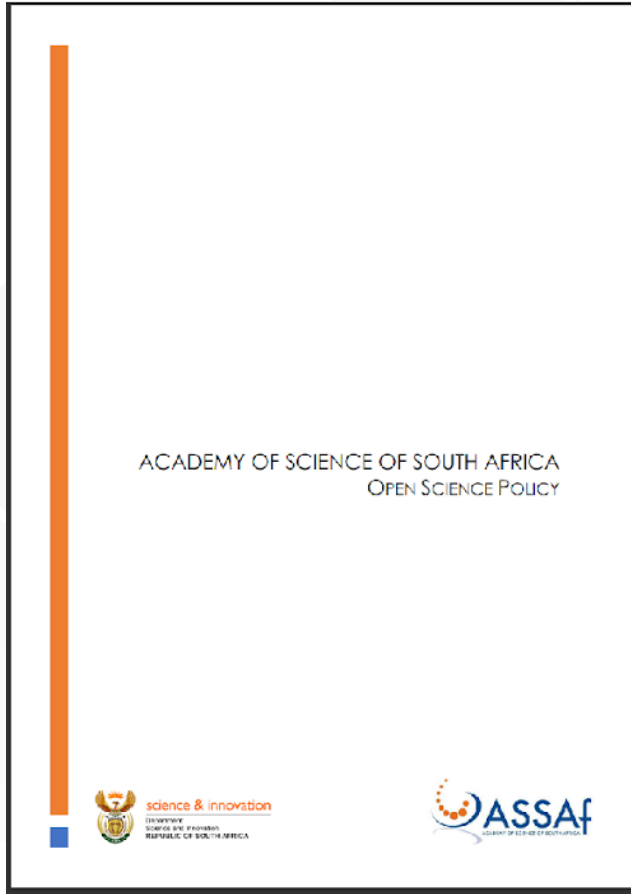 ACADEMY OF SCIENCE OF SOUTH AFRICA
OPEN SCIENCE POLICY
science & innovation
Department:
Science and Innovation
REPUBLIC OF SOUTH AFRICA
ASSAf
ACADEMY OF SCIENCE OF SOUTH AFRICA